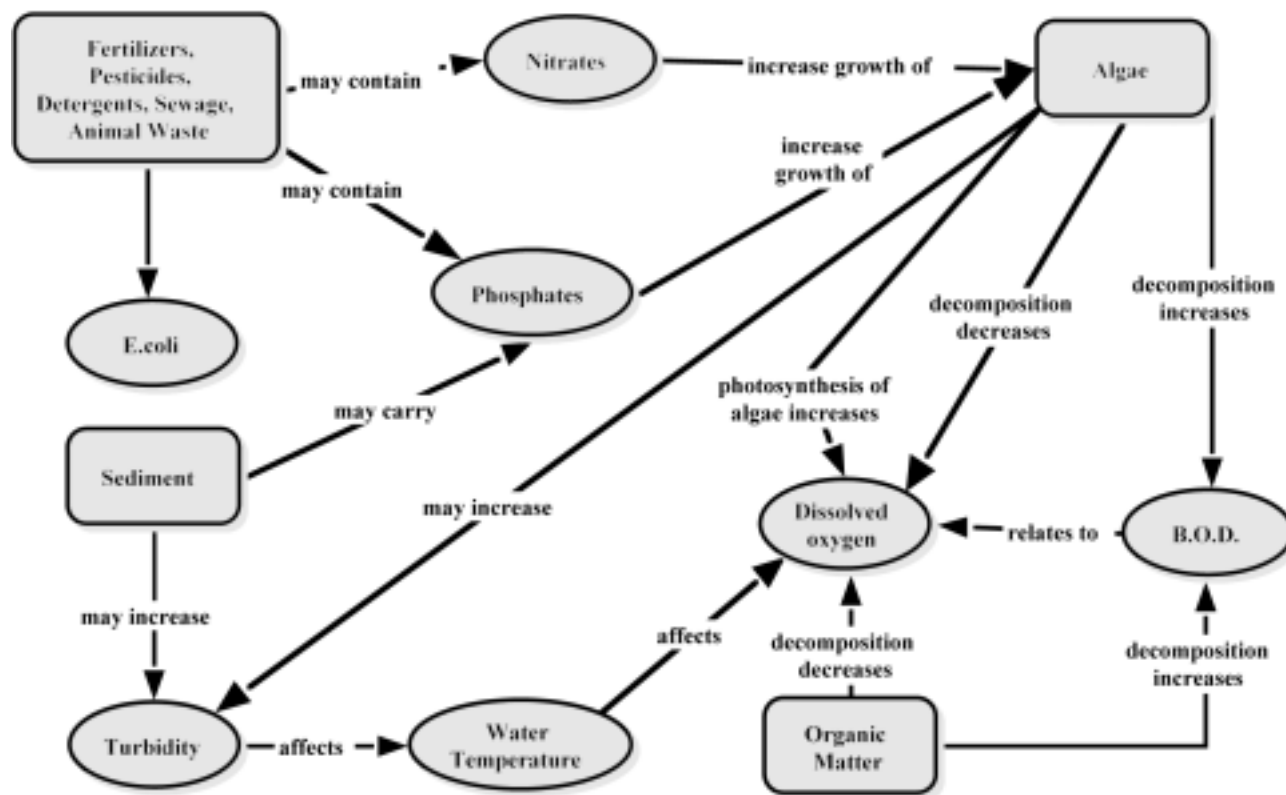 Fertilizers,
Pesticides,
Detergents, Sewage,
Animal Waste
may contain
Nitrates
increase growth of
Algae
may contain
increase
growth of
Phosphates
E.coli
decomposition
decreases
decomposition
increases
photosynthesis of
algae increases
may carry
Sediment
may increase
Dissolved
oxygen
relates to
B.O.D.
may increase
affects
decomposition
decreases
decomposition
increases
Turbidity
affects
Water
Temperature
Organic
Matter